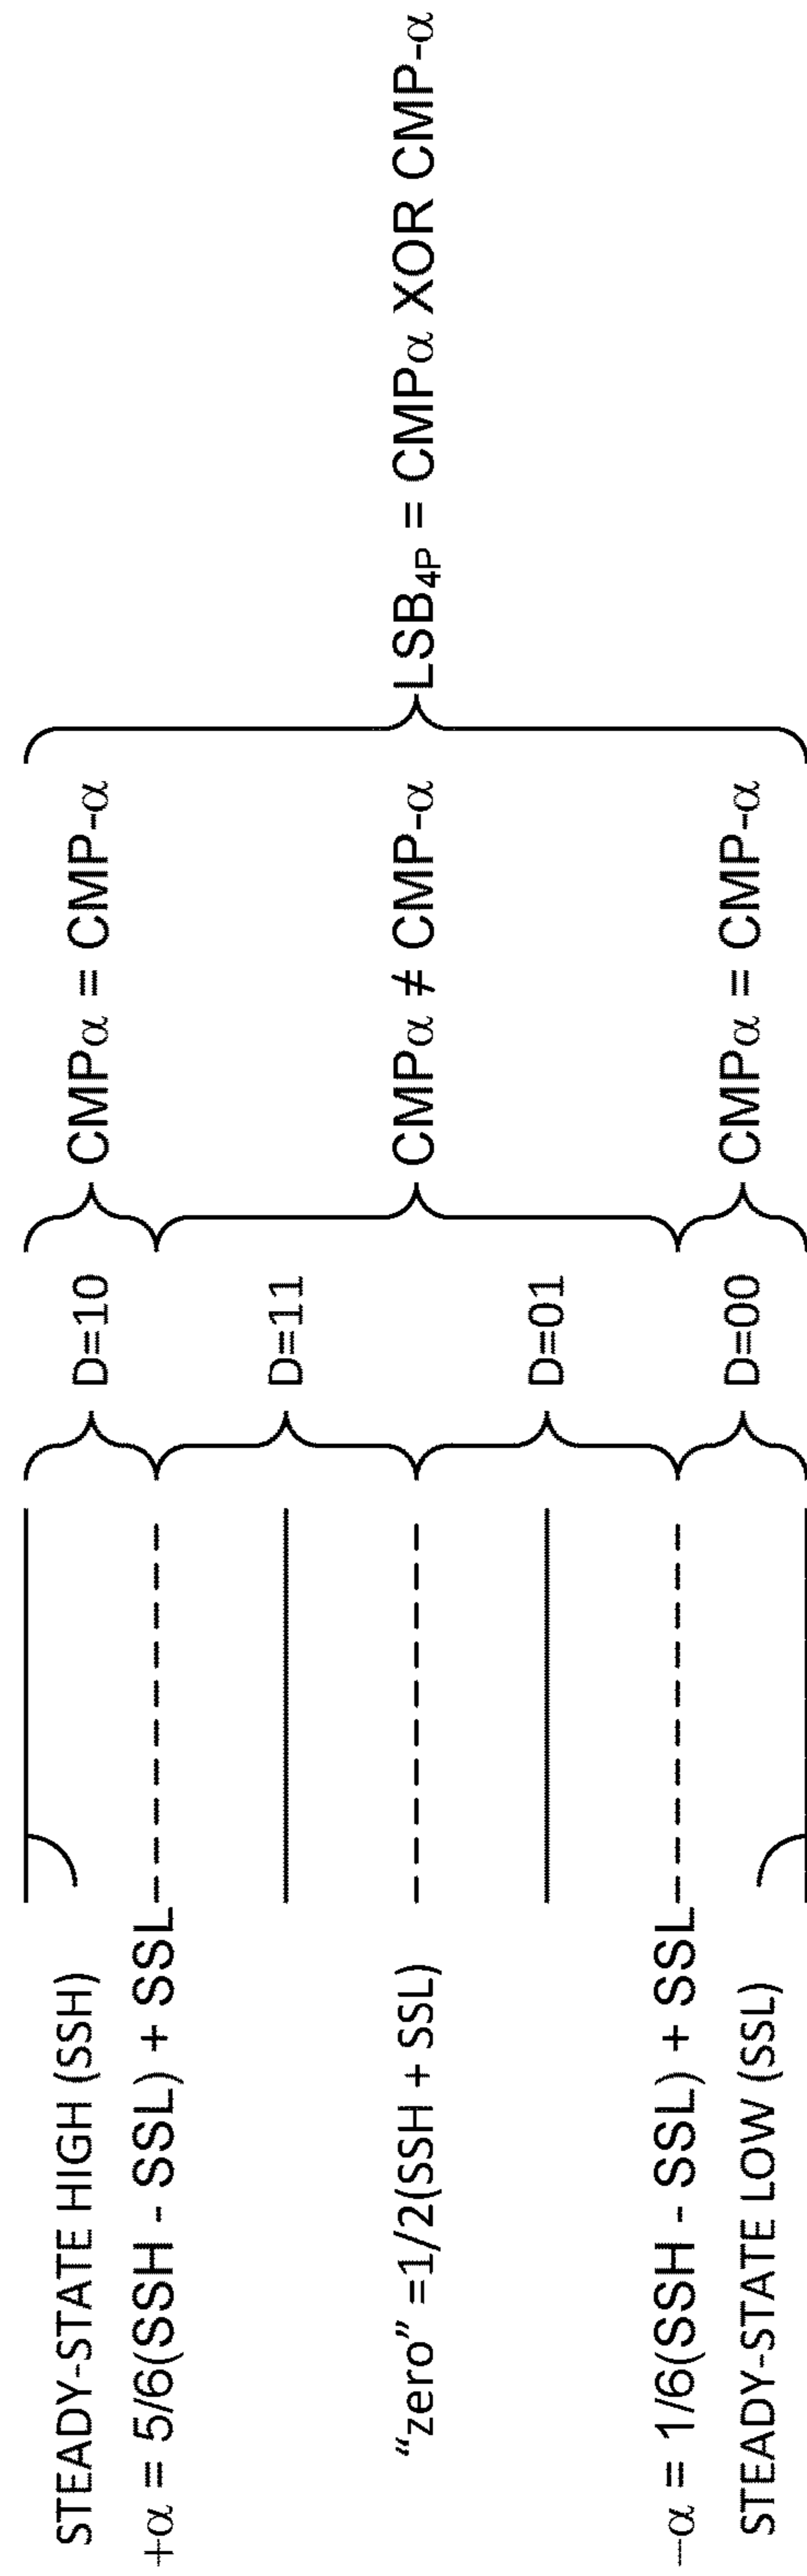 STEADY-STATE HIGH (SSH)
+α = 5/6(SSH - SSL) + SSL
“zero” =1/2(SSH + SSL)
−α = 1/6(SSH - SSL) + SSL
STEADY-STATE LOW (SSL)
D=10
D=11
D=01
D=00
CMPα = CMP-α
CMPα ≠ CMP-α
CMPα = CMP-α
LSB4P = CMPα XOR CMP-α